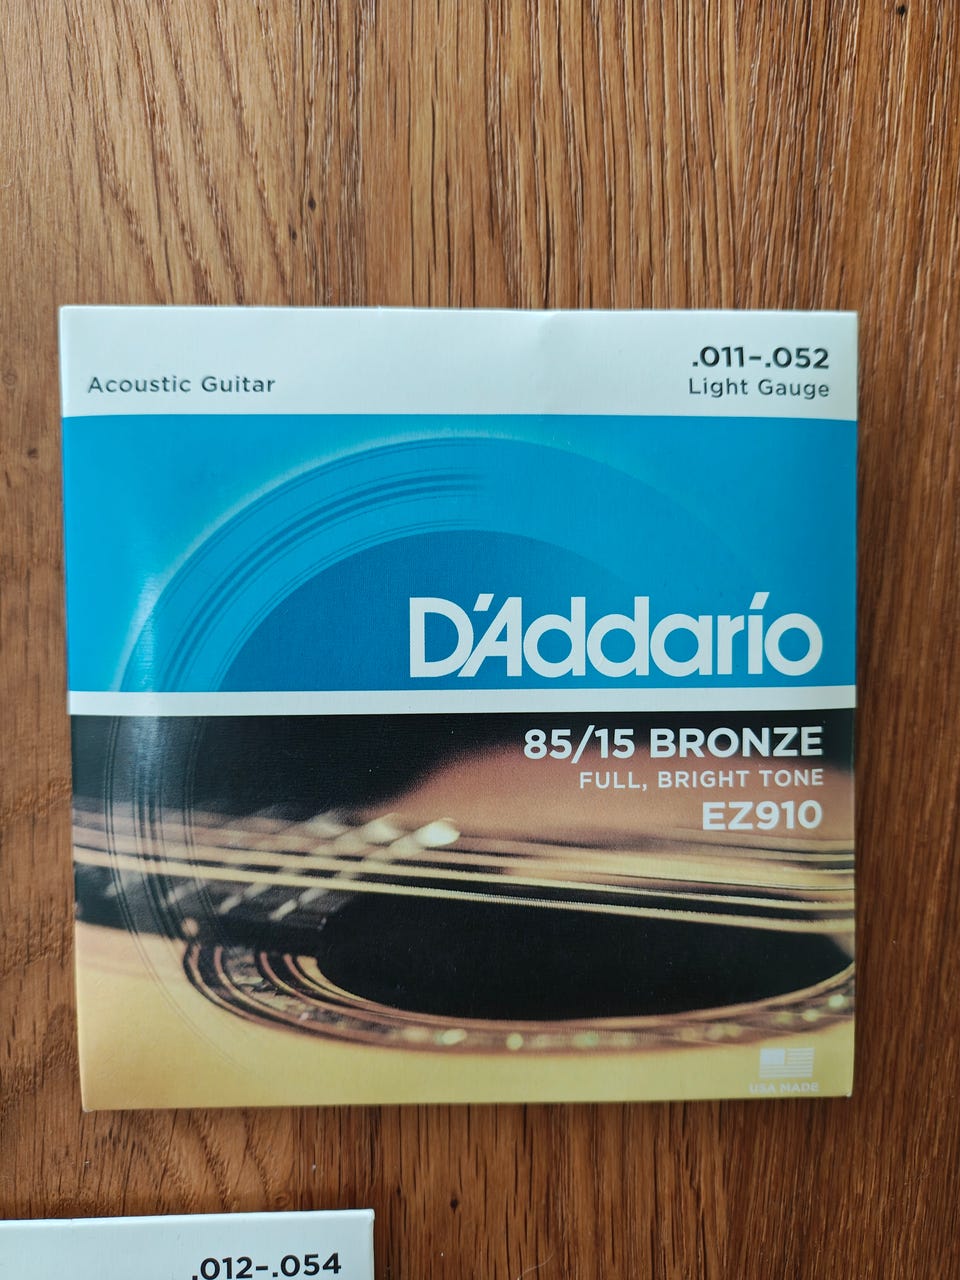 .011–.052
Acoustic Guitar
Light Gauge
D'Addario
85/15 BRONZE
FULL, BRIGHT TONE
EZ910
USA MADE
.012–.054